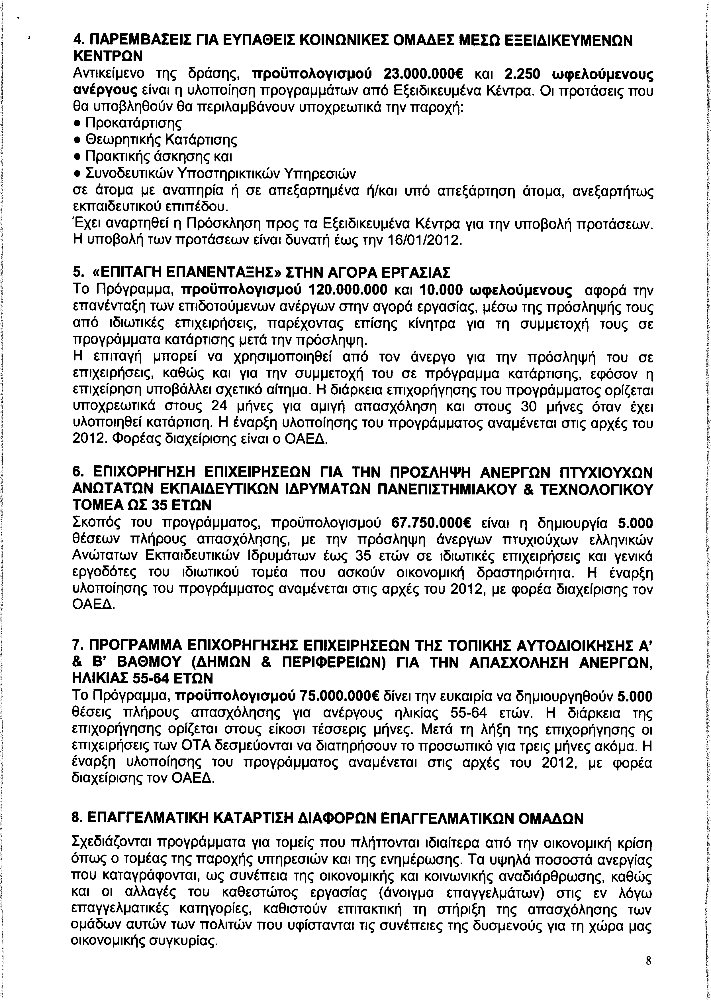 4. ΠΑΡΕΜΒΑΣΕΙΣ ΓΙΑ ΕΥΠΑΘΕΙΣ ΚΟΙΝΩΝΙΚΕΣ ΟΜΑΔΕΣ ΜΕΣΩ ΕΞΕΙΔΙΚΕΥΜΕΝΩΝ
ΚΕΝΤΡΩΝ
Αντικείμενο της δράσης, προϋπολογισμού 23.000.000€ και 2.250 ωφελούμενους
ανέργους είναι η υλοποίηση προγραμμάτων από Εξειδικευμένα Κέντρα. Οι προτάσεις που
θα υποβληθούν θα περιλαμβάνουν υποχρεωτικά την παροχή:
• Προκατάρτισης
• Θεωρητικής Κατάρτισης
• Πρακτικής άσκησης και
• Συνοδευτικών Υποστηρικτικών Υπηρεσιών
σε άτομα με αναπηρία ή σε απεξαρτημένα ή/και υπό απεξάρτηση άτομα, ανεξαρτήτως
εκπαιδευτικού επιπέδου.
Έχει αναρτηθεί η Πρόσκληση προς τα Εξειδικευμένα Κέντρα για την υποβολή προτάσεων.
Η υποβολή των προτάσεων είναι δυνατή έως την 16/01/2012.
5. «ΕΠΙΤΑΓΗ ΕΠΑΝΕΝΤΑΞΗΣ» ΣΤΗΝ ΑΓΟΡΑ ΕΡΓΑΣΙΑΣ
Το Πρόγραμμα, προϋπολογισμού 120.000.000 και 10.000 ωφελούμενους αφορά την
επανένταξη των επιδοτούμενων ανέργων στην αγορά εργασίας, μέσω της πρόσληψής τους
από ιδιωτικές επιχειρήσεις, παρέχοντας επίσης κίνητρα για τη συμμετοχή τους σε
προγράμματα κατάρτισης μετά την πρόσληψη.
Η επιταγή μπορεί να χρησιμοποιηθεί από τον άνεργο για την πρόσληψή του σε
επιχειρήσεις, καθώς και για την συμμετοχή του σε πρόγραμμα κατάρτισης, εφόσον η
επιχείρηση υποβάλλει σχετικό αίτημα. Η διάρκεια επιχορήγησης του προγράμματος ορίζεται
υποχρεωτικά στους 24 μήνες για αμιγή απασχόληση και στους 30 μήνες όταν έχει
υλοποιηθεί κατάρτιση. Η έναρξη υλοποίησης του προγράμματος αναμένεται στις αρχές του
2012. Φορέας διαχείρισης είναι ο ΟΑΕΔ.
6. ΕΠΙΧΟΡΗΓΗΣΗ ΕΠΙΧΕΙΡΗΣΕΩΝ ΓΙΑ ΤΗΝ ΠΡΟΣΛΗΨΗ ΑΝΕΡΓΩΝ ΠΤΥΧΙΟΥΧΩΝ
ΑΝΩΤΑΤΩΝ ΕΚΠΑΙΔΕΥΤΙΚΩΝ ΙΔΡΥΜΑΤΩΝ ΠΑΝΕΠΙΣΤΗΜΙΑΚΟΥ & ΤΕΧΝΟΛΟΓΙΚΟΥ
ΤΟΜΕΑ ΩΣ 35 ΕΤΩΝ
Σκοπός του προγράμματος, προϋπολογισμού 67.750.000€ είναι η δημιουργία 5.000
θέσεων πλήρους απασχόλησης, με την πρόσληψη άνεργων πτυχιούχων ελληνικών
Ανώτατων Εκπαιδευτικών Ιδρυμάτων έως 35 ετών σε ιδιωτικές επιχειρήσεις και γενικά
εργοδότες του ιδιωτικού τομέα που ασκούν οικονομική δραστηριότητα. Η έναρξη
υλοποίησης του προγράμματος αναμένεται στις αρχές του 2012, με φορέα διαχείρισης τον
ΟΑΕΔ.
7. ΠΡΟΓΡΑΜΜΑ ΕΠΙΧΟΡΗΓΗΣΗΣ ΕΠΙΧΕΙΡΗΣΕΩΝ ΤΗΣ ΤΟΠΙΚΗΣ ΑΥΤΟΔΙΟΙΚΗΣΗΣ Α'
& Β' ΒΑΘΜΟΥ (ΔΗΜΩΝ & ΠΕΡΙΦΕΡΕΙΩΝ) ΓΙΑ ΤΗΝ ΑΠΑΣΧΟΛΗΣΗ ΑΝΕΡΓΩΝ,
ΗΛΙΚΙΑΣ 55-64 ΕΤΩΝ
Το Πρόγραμμα, προϋπολογισμού 75.000.000€ δίνει την ευκαιρία να δημιουργηθούν 5.000
θέσεις πλήρους απασχόλησης για ανέργους ηλικίας 55-64 ετών. Η διάρκεια της
επιχορήγησης ορίζεται στους είκοσι τέσσερις μήνες. Μετά τη λήξη της επιχορήγησης οι
επιχειρήσεις των ΟΤΑ δεσμεύονται να διατηρήσουν το προσωπικό για τρεις μήνες ακόμα. Η
έναρξη υλοποίησης του προγράμματος αναμένεται στις αρχές του 2012, με φορέα
διαχείρισης τον ΟΑΕΔ.
8. ΕΠΑΓΓΕΛΜΑΤΙΚΗ ΚΑΤΑΡΤΙΣΗ ΔΙΑΦΟΡΩΝ ΕΠΑΓΓΕΛΜΑΤΙΚΩΝ ΟΜΑΔΩΝ
Σχεδιάζονται προγράμματα για τομείς που πλήττονται ιδιαίτερα από την οικονομική κρίση
όπως ο τομέας της παροχής υπηρεσιών και της ενημέρωσης. Τα υψηλά ποσοστά ανεργίας
που καταγράφονται, ως συνέπεια της οικονομικής και κοινωνικής αναδιάρθρωσης, καθώς
και οι αλλαγές του καθεστώτος εργασίας (άνοιγμα επαγγελμάτων) στις εν λόγω
επαγγελματικές κατηγορίες, καθιστούν επιτακτική τη στήριξη της απασχόλησης των
ομάδων αυτών των πολιτών που υφίστανται τις συνέπειες της δυσμενούς για τη χώρα μας
οικονομικής συγκυρίας.
8